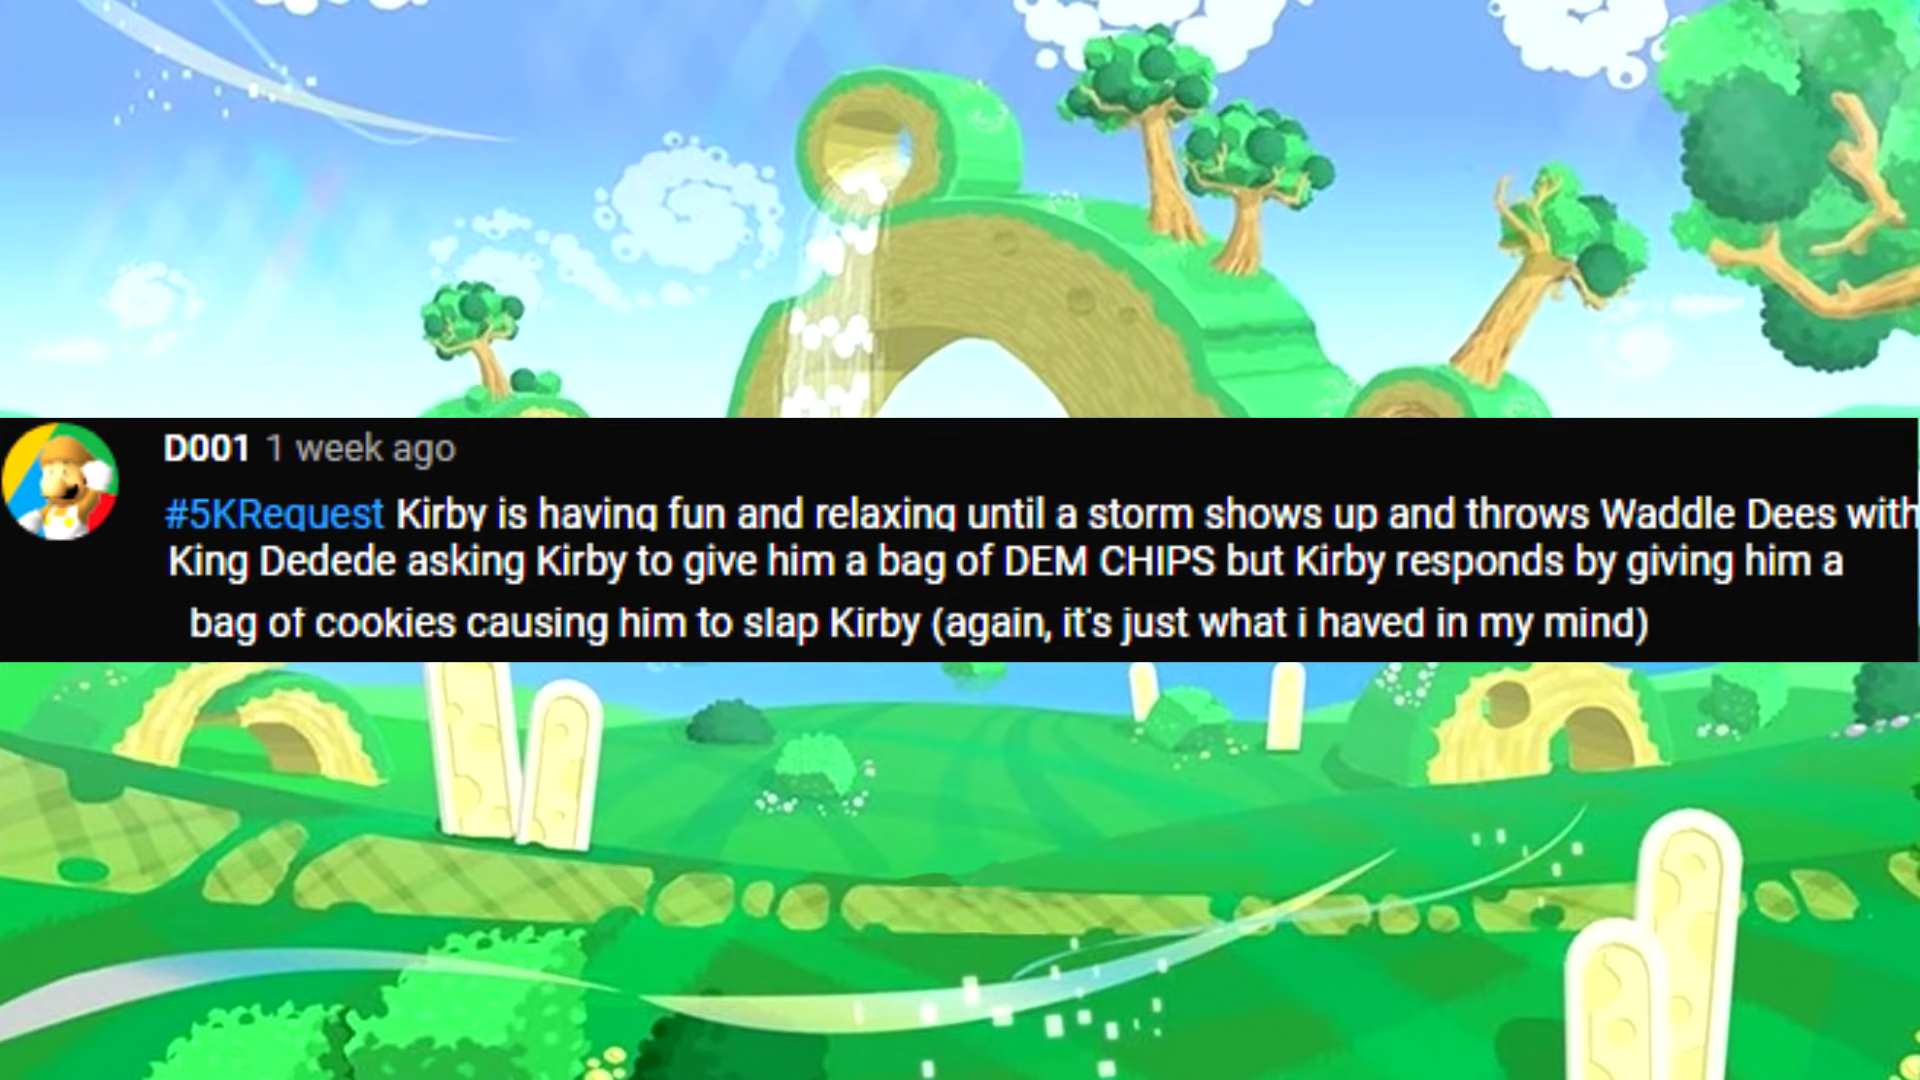 D001 1 week ago
#5KRequest Kirby is having fun and relaxing until a storm shows up and throws Waddle Dees with
King Dedede asking Kirby to give him a bag of DEM CHIPS but Kirby responds by giving him a
bag of cookies causing him to slap Kirby (again, it's just what i haved in my mind)